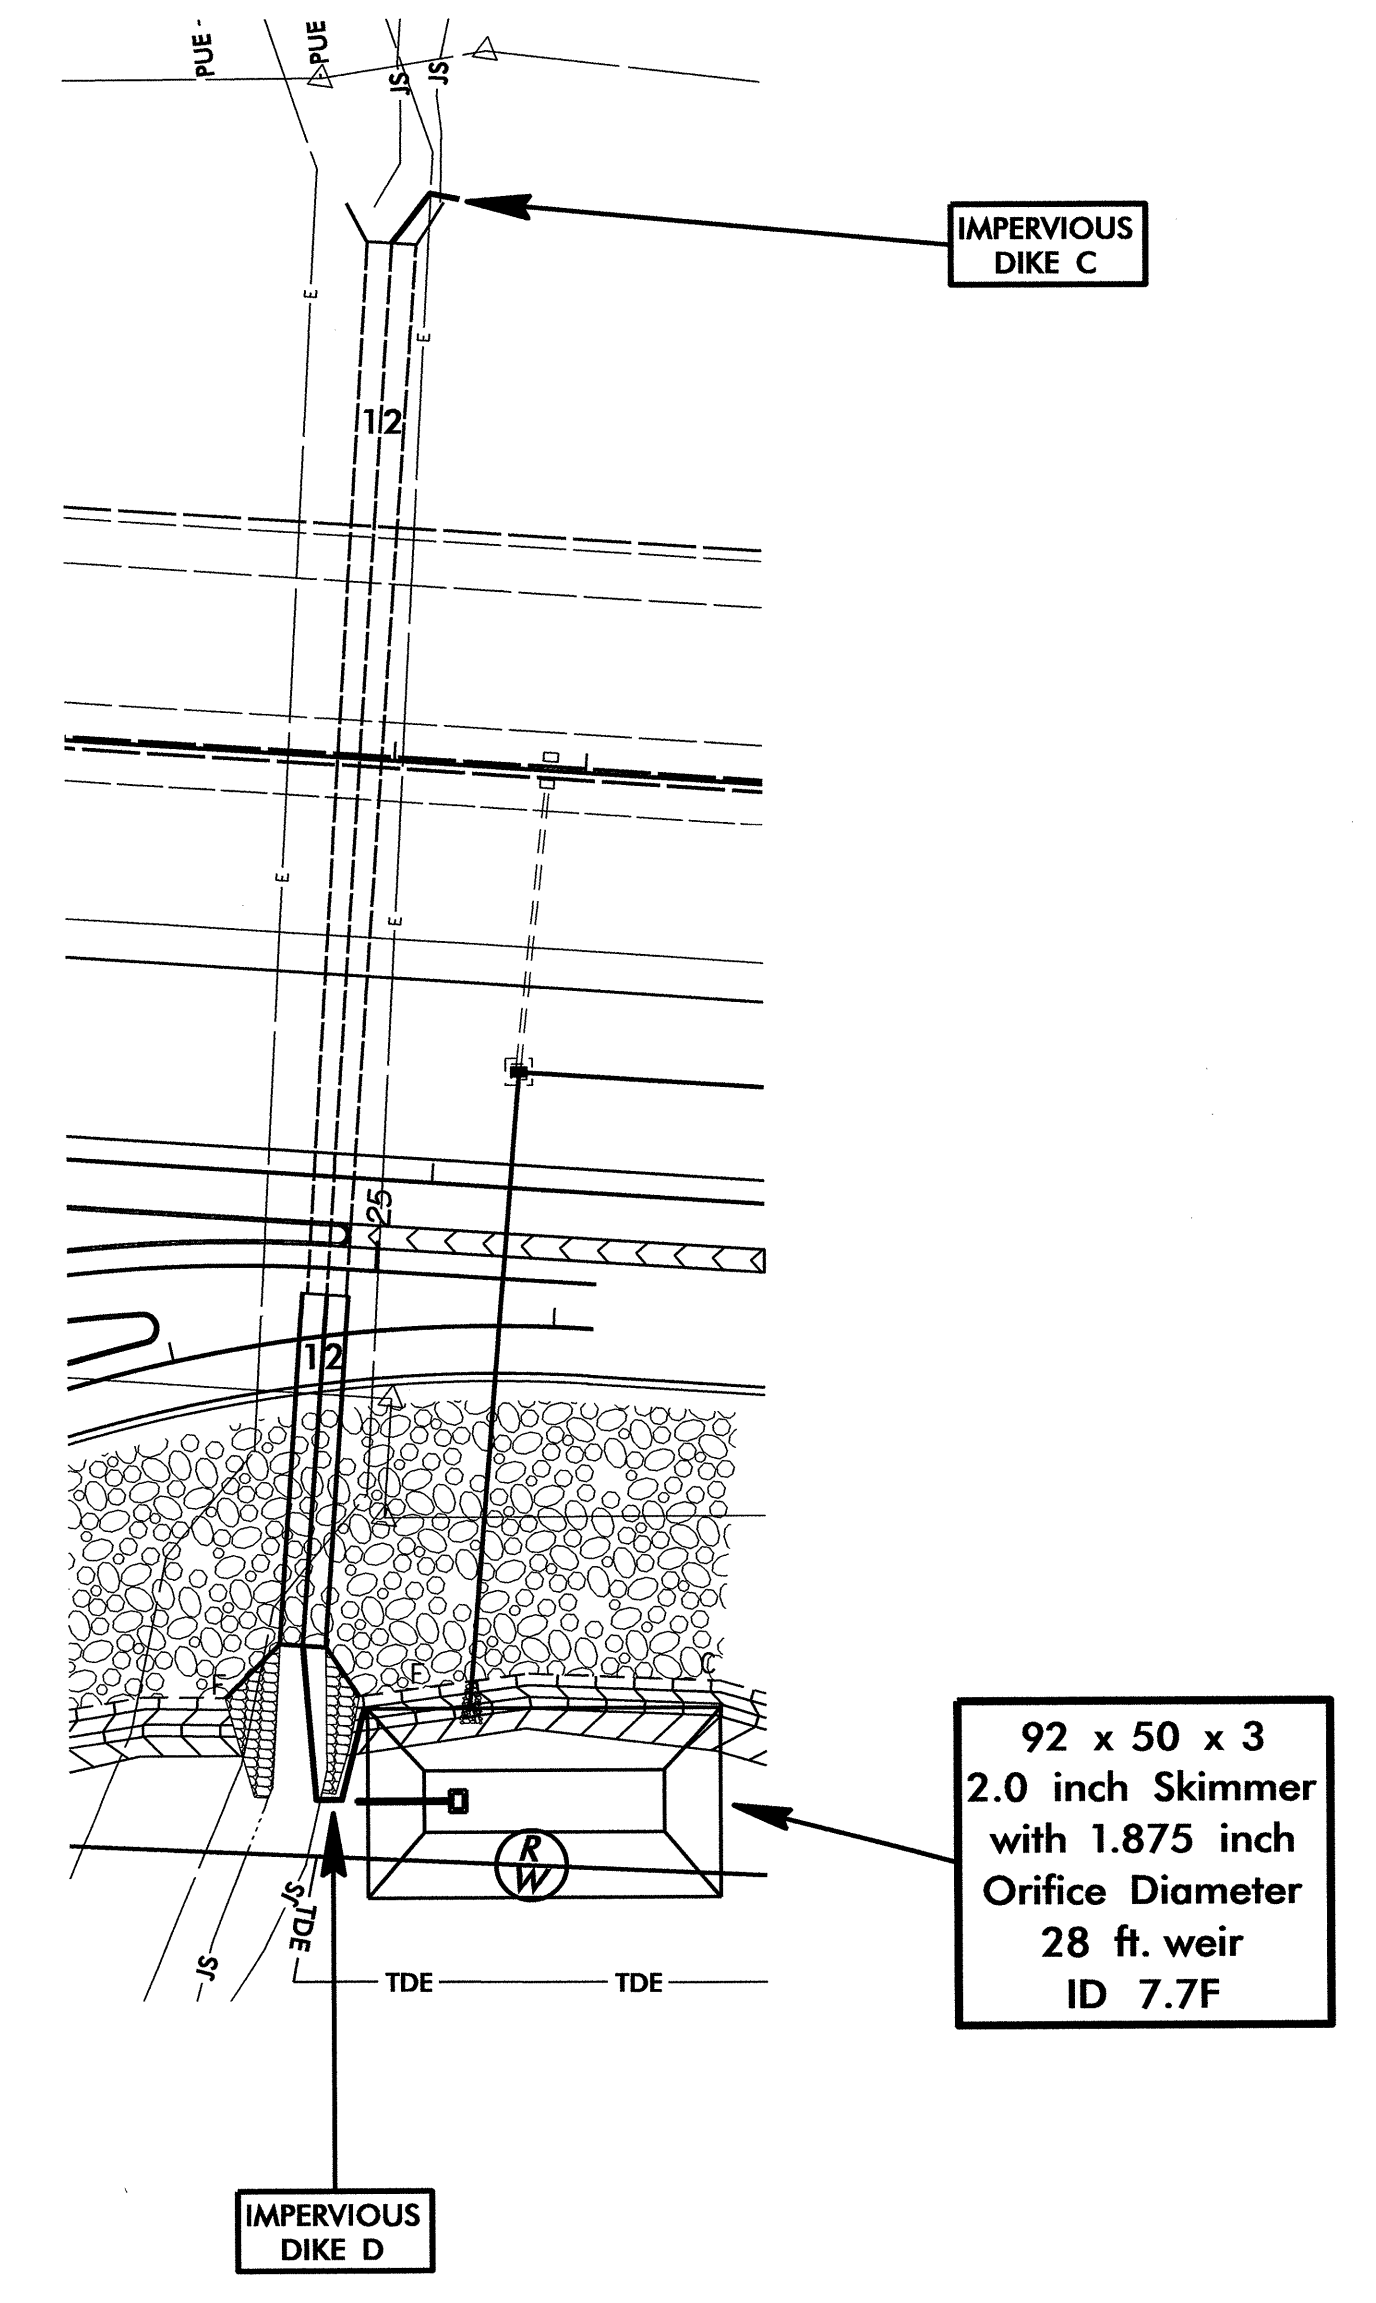 PUE -
PUE
JS
JS
IMPERVIOUS
DIKE C
E
E
12
E
E
25
12
F
F
C
92 x 50 x 3
2.0 inch Skimmer
with 1.875 inch
Orifice Diameter
28 ft. weir
ID 7.7F
R
W
JS
TDE
JS
TDE
TDE
IMPERVIOUS
DIKE D